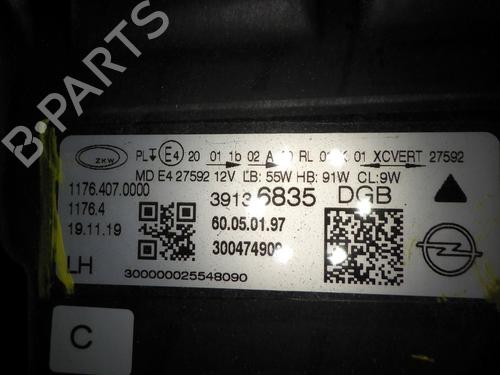 ZKW PL E4 20 01 1b 02 A RL 01 XCVERT 27592
MD E4 27592 12V LB: 55W HB: 91W CL:9W
1176.407.0000
1176.4
19.11.19
LH
6835 DGB
60.05.01.97
300474909
300000025548090
C
B-PARTS